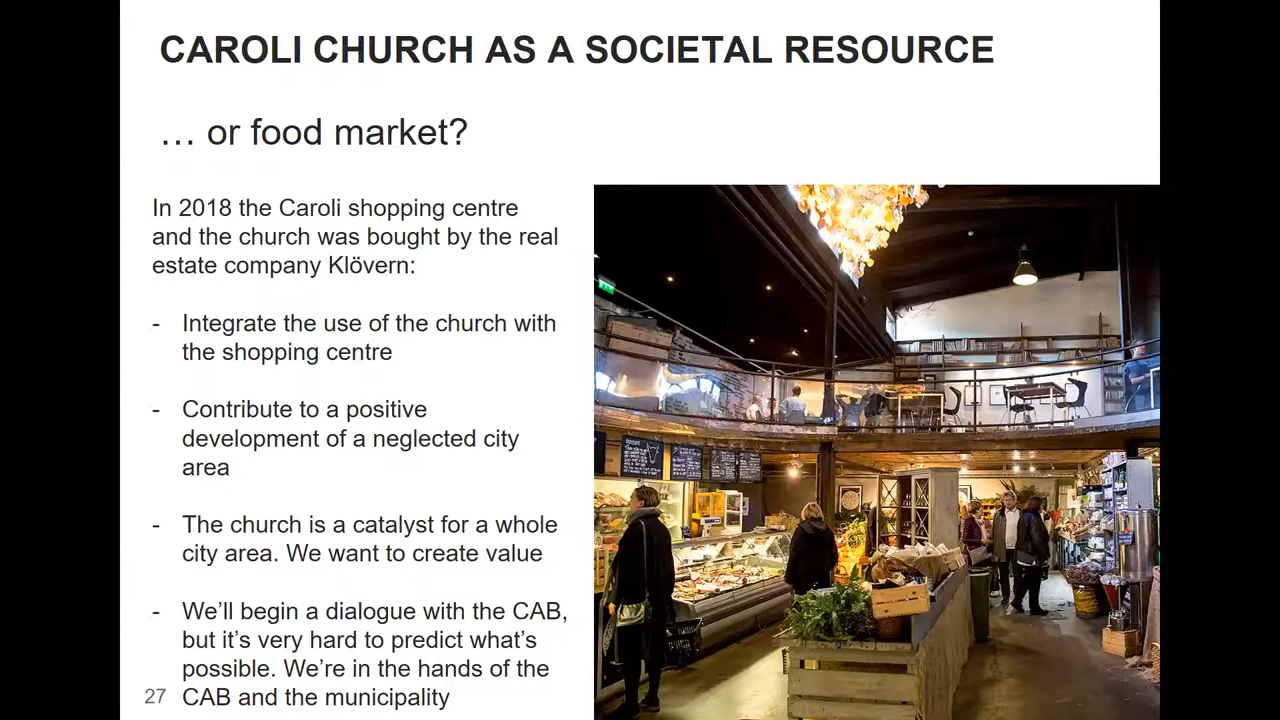 CAROLI CHURCH AS A SOCIETAL RESOURCE
… or food market?
In 2018 the Caroli shopping centre
and the church was bought by the real
estate company Klövern:
- Integrate the use of the church with
the shopping centre
- Contribute to a positive
development of a neglected city
area
- The church is a catalyst for a whole
city area. We want to create value
- We’ll begin a dialogue with the CAB,
but it’s very hard to predict what’s
possible. We’re in the hands of the
CAB and the municipality
27